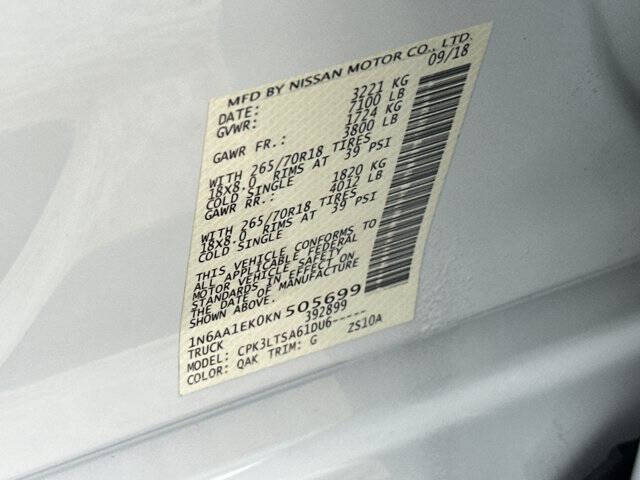 MFD BY NISSAN MOTOR CO., LTD.
DATE: 09/18
GVWR: 3221 KG
7100 LB
GAWR FR.: 1724 KG
3800 LB
WITH 265/70R18 TIRES
18X8.0 RIMS AT 39 PSI
COLD SINGLE
GAWR RR.: 1820 KG
4012 LB
WITH 265/70R18 TIRES
18X8.0 RIMS AT 39 PSI
COLD SINGLE
THIS VEHICLE CONFORMS TO
ALL APPLICABLE FEDERAL
MOTOR VEHICLE SAFETY
STANDARDS IN EFFECT ON
THE DATE OF MANUFACTURE
SHOWN ABOVE.
1N6AA1EK0KN505699
TRUCK 392899
MODEL: CPK3LTSA61DU6-----
COLOR: QAK TRIM: G ZS10A